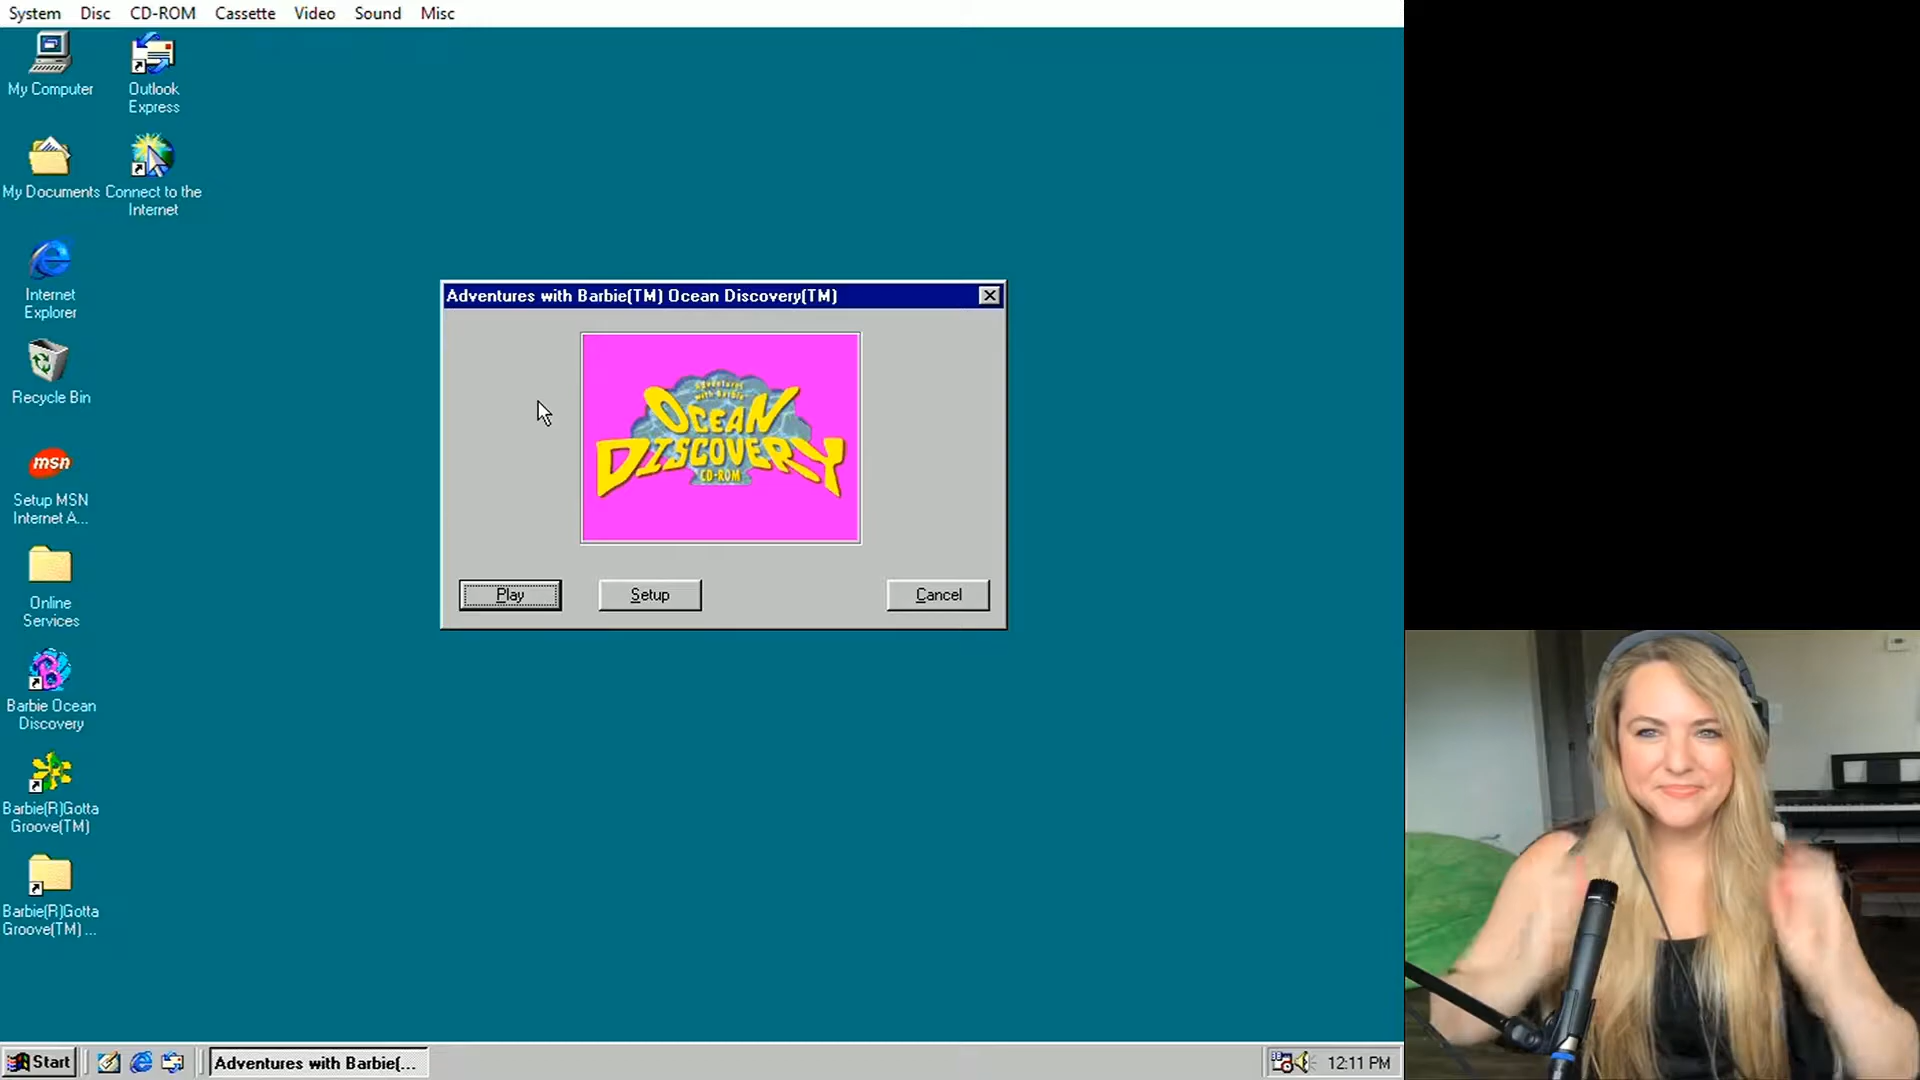 System Disc CD-ROM Cassette Video Sound Misc
My Computer
Outlook
Express
My Documents
Connect to the
Internet
Internet
Explorer
Recycle Bin
msn
Setup MSN
Internet A...
Online
Services
Barbie Ocean
Discovery
Barbie(R)Gotta
Groove(TM)
Barbie(R)Gotta
Groove(TM) ...
Adventures with Barbie(TM) Ocean Discovery(TM)
Adventures
with Barbie
OCEAN
DISCOVERY
CD-ROM
Play Setup Cancel
Start Adventures with Barbie(... 12:11 PM